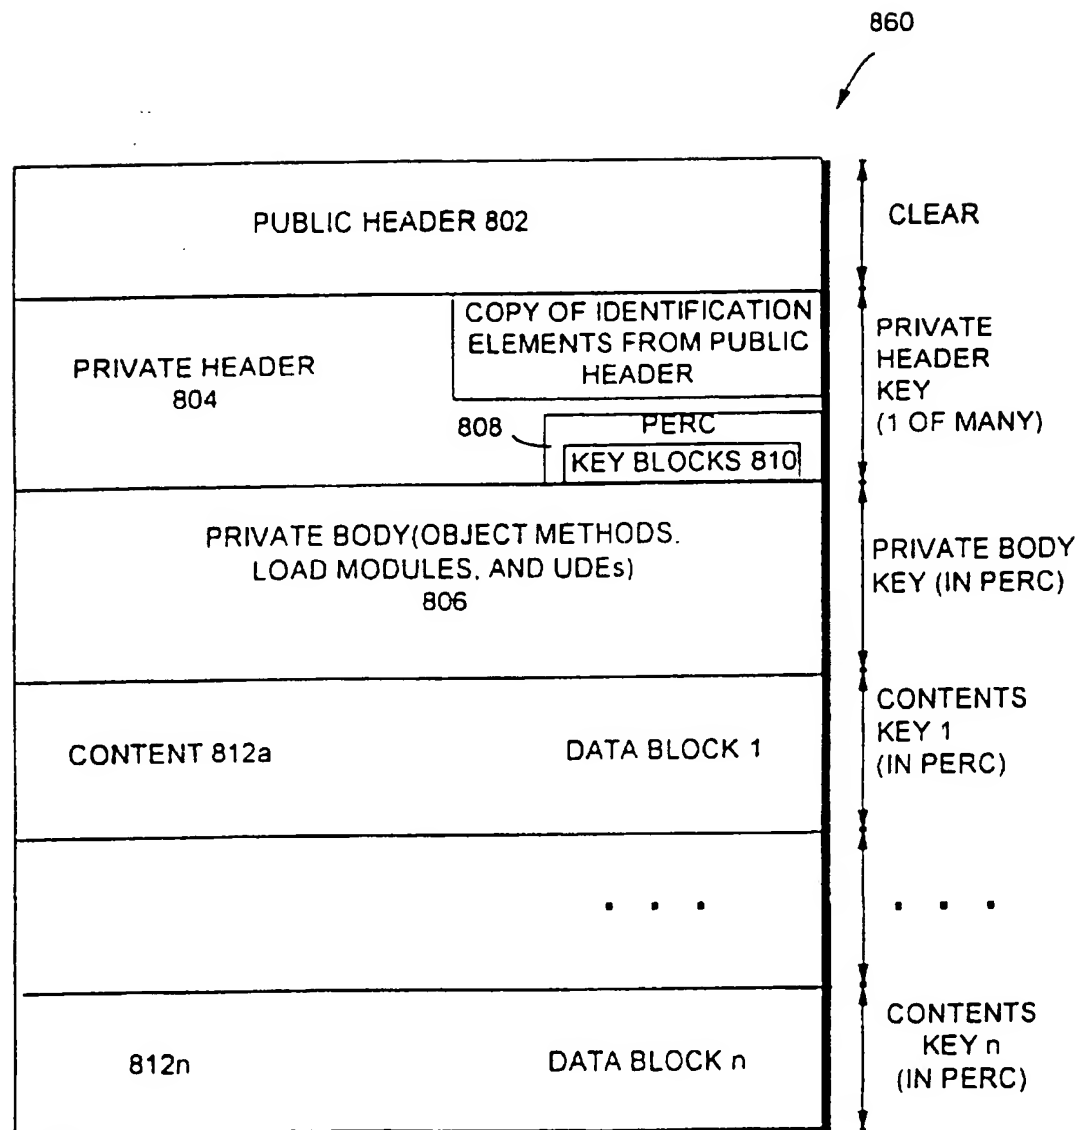 860
PUBLIC HEADER 802
CLEAR
PRIVATE HEADER
804
COPY OF IDENTIFICATION
ELEMENTS FROM PUBLIC
HEADER
808
PERC
KEY BLOCKS 810
PRIVATE
HEADER
KEY
(1 OF MANY)
PRIVATE BODY(OBJECT METHODS.
LOAD MODULES, AND UDEs)
806
PRIVATE BODY
KEY (IN PERC)
CONTENT 812a
DATA BLOCK 1
CONTENTS
KEY 1
(IN PERC)
. . .
. . .
812n
DATA BLOCK n
CONTENTS
KEY n
(IN PERC)